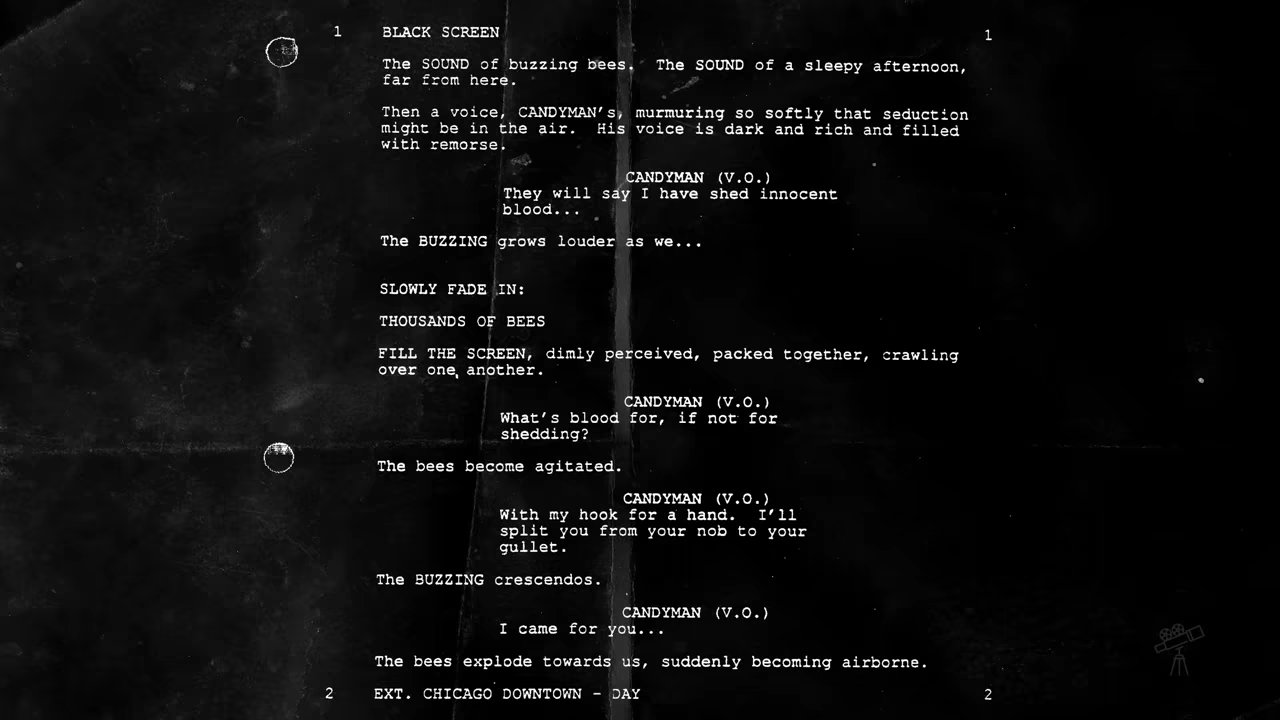 1 BLACK SCREEN 1
The SOUND of buzzing bees. The SOUND of a sleepy afternoon,
far from here.
Then a voice, CANDYMAN's, murmuring so softly that seduction
might be in the air. His voice is dark and rich and filled
with remorse.
CANDYMAN (V.O.)
They will say I have shed innocent
blood...
The BUZZING grows louder as we...
SLOWLY FADE IN:
THOUSANDS OF BEES
FILL THE SCREEN, dimly perceived, packed together, crawling
over one another.
CANDYMAN (V.O.)
What's blood for, if not for
shedding?
The bees become agitated.
CANDYMAN (V.O.)
With my hook for a hand. I'll
split you from your nob to your
gullet.
The BUZZING crescendos.
CANDYMAN (V.O.)
I came for you...
The bees explode towards us, suddenly becoming airborne.
2 EXT. CHICAGO DOWNTOWN - DAY 2